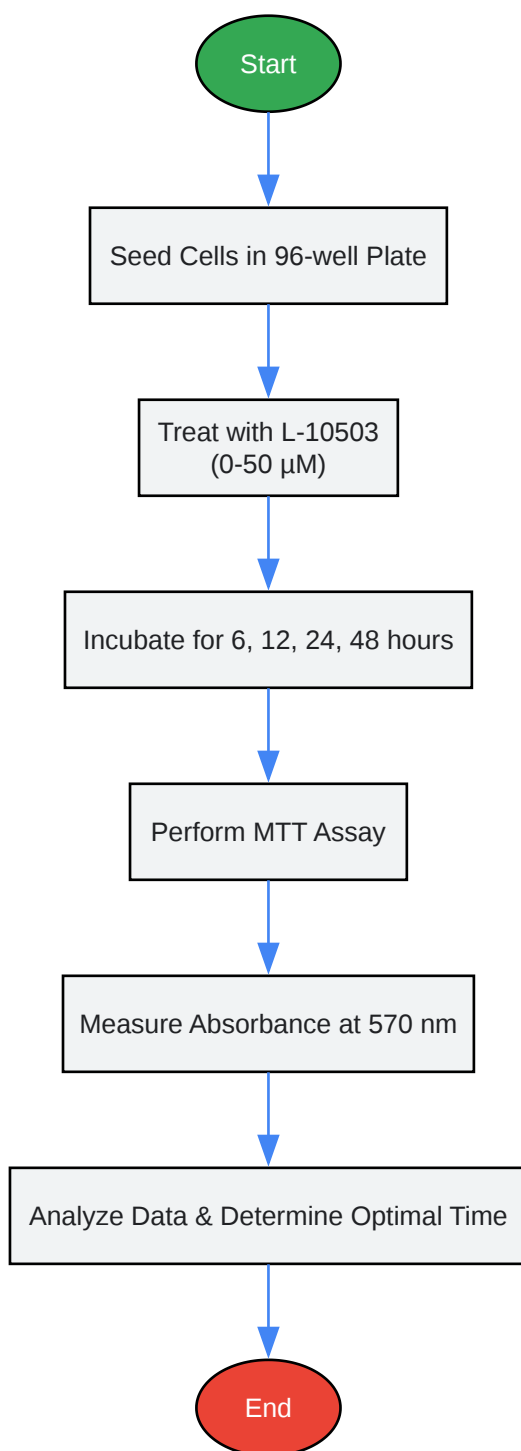 Start
Seed Cells in 96-well Plate
Treat with L-10503
(0-50 µM)
Incubate for 6, 12, 24, 48 hours
Perform MTT Assay
Measure Absorbance at 570 nm
Analyze Data & Determine Optimal Time
End